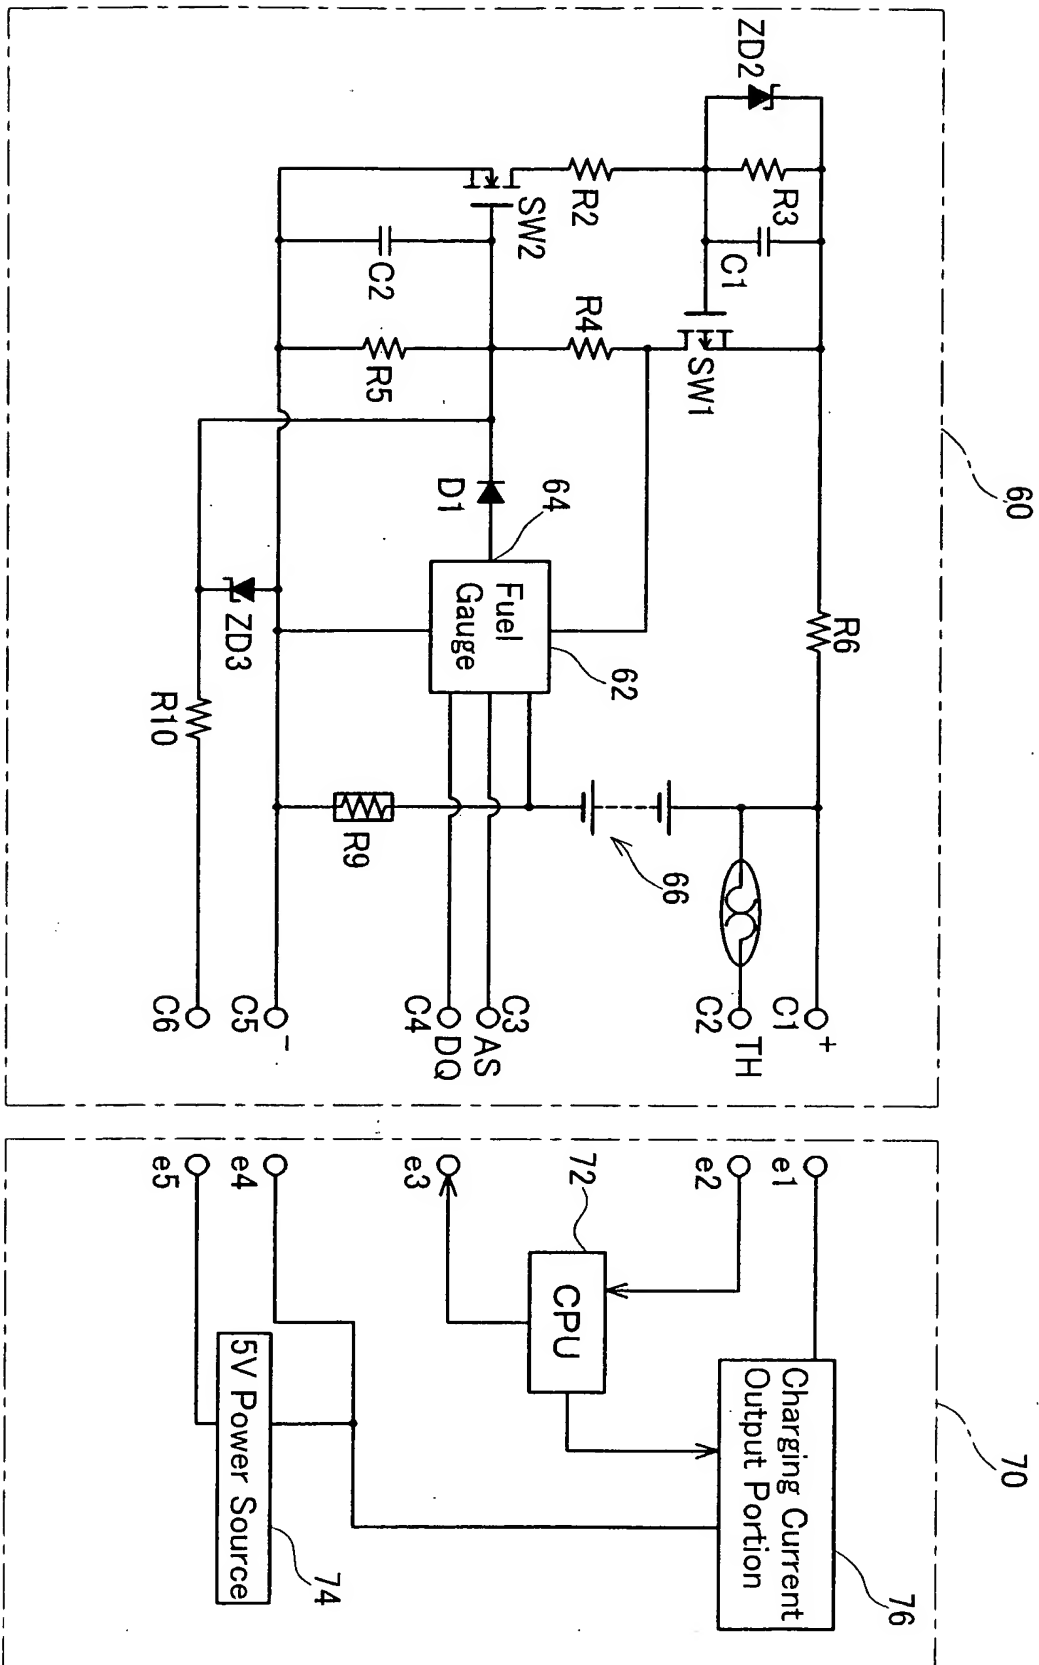 60
ZD2
R3
C1
R2
SW2
C2
R4
SW1
R5
R6
D1
64
Fuel
Gauge
62
ZD3
R10
R9
66
+
C1
TH
C2
C3
AS
DQ
C4
−
C5
C6
70
e1
e2
e3
e4
e5
72
CPU
Charging Current
Output Portion
76
5V Power Source
74